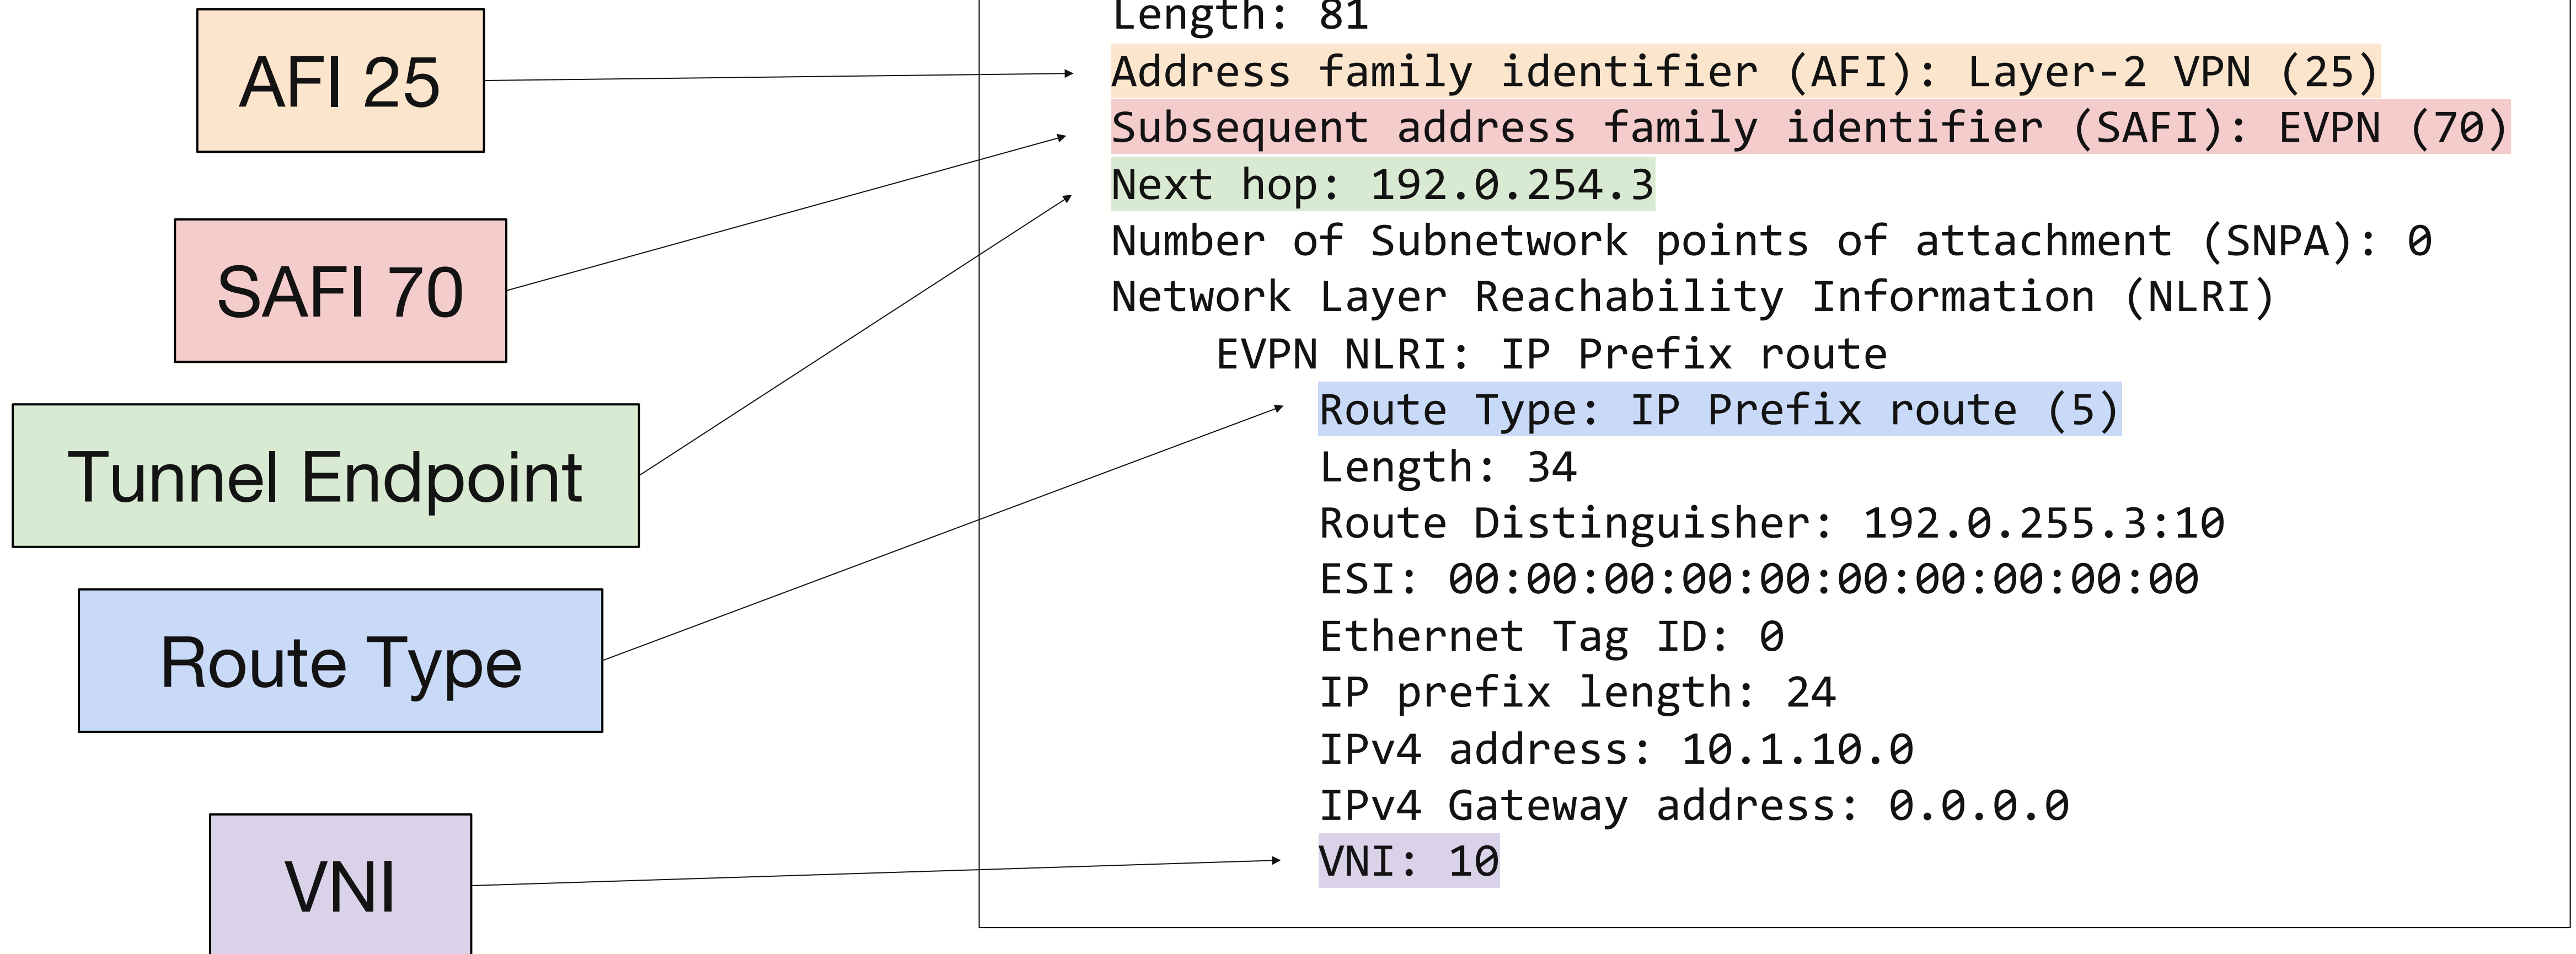 AFI 25
SAFI 70
Tunnel Endpoint
Route Type
VNI
Length: 81
Address family identifier (AFI): Layer-2 VPN (25)
Subsequent address family identifier (SAFI): EVPN (70)
Next hop: 192.0.254.3
Number of Subnetwork points of attachment (SNPA): 0
Network Layer Reachability Information (NLRI)
EVPN NLRI: IP Prefix route
Route Type: IP Prefix route (5)
Length: 34
Route Distinguisher: 192.0.255.3:10
ESI: 00:00:00:00:00:00:00:00:00:00
Ethernet Tag ID: 0
IP prefix length: 24
IPv4 address: 10.1.10.0
IPv4 Gateway address: 0.0.0.0
VNI: 10